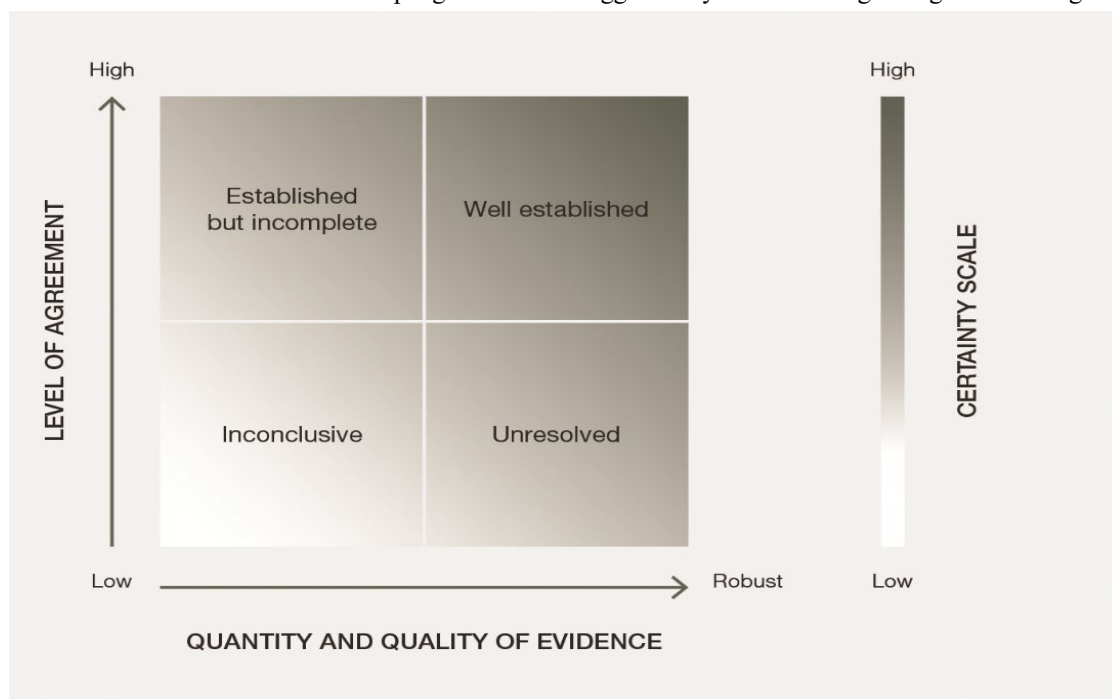 High
High
Established
but incomplete
Well established
LEVEL OF AGREEMENT
CERTAINTY SCALE
Inconclusive
Unresolved
Low
Robust
Low
QUANTITY AND QUALITY OF EVIDENCE